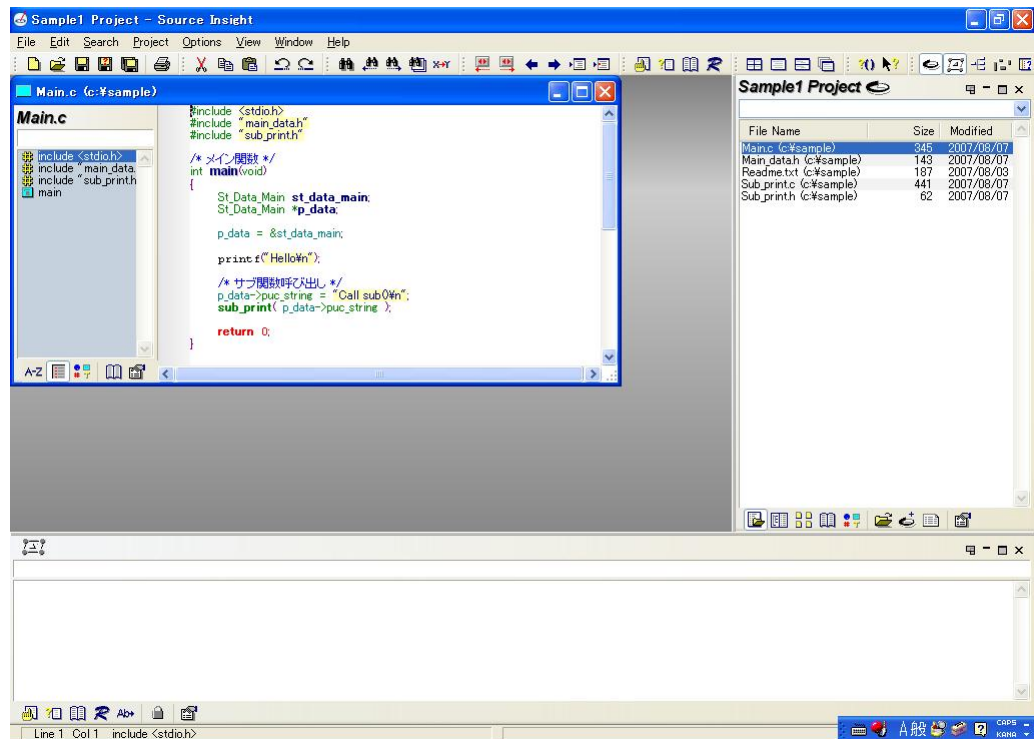 Sample1 Project - Source Insight
File Edit Search Project Options View Window Help
Main.c (c:¥sample)
Main.c
include <stdio.h>
include "main_data.
include "sub_print.h
main
A-Z
#include <stdio.h>
#include "main_data.h"
#include "sub_print.h"
/* メイン関数 */
int main(void)
{
St_Data_Main st_data_main;
St_Data_Main *p_data;
p_data = &st_data_main;
printf("Hello¥n");
/* サブ関数呼び出し */
p_data->puc_string = "Call sub()¥n";
sub_print( p_data->puc_string );
return 0;
}
Sample1 Project
File Name Size Modified
Main.c (c:¥sample) 345 2007/08/07
Main_data.h (c:¥sample) 143 2007/08/07
Readme.txt (c:¥sample) 187 2007/08/03
Sub_print.c (c:¥sample) 441 2007/08/07
Sub_print.h (c:¥sample) 62 2007/08/07
Line 1 Col 1 include <stdio.h>
A 般
CAPS
KANA